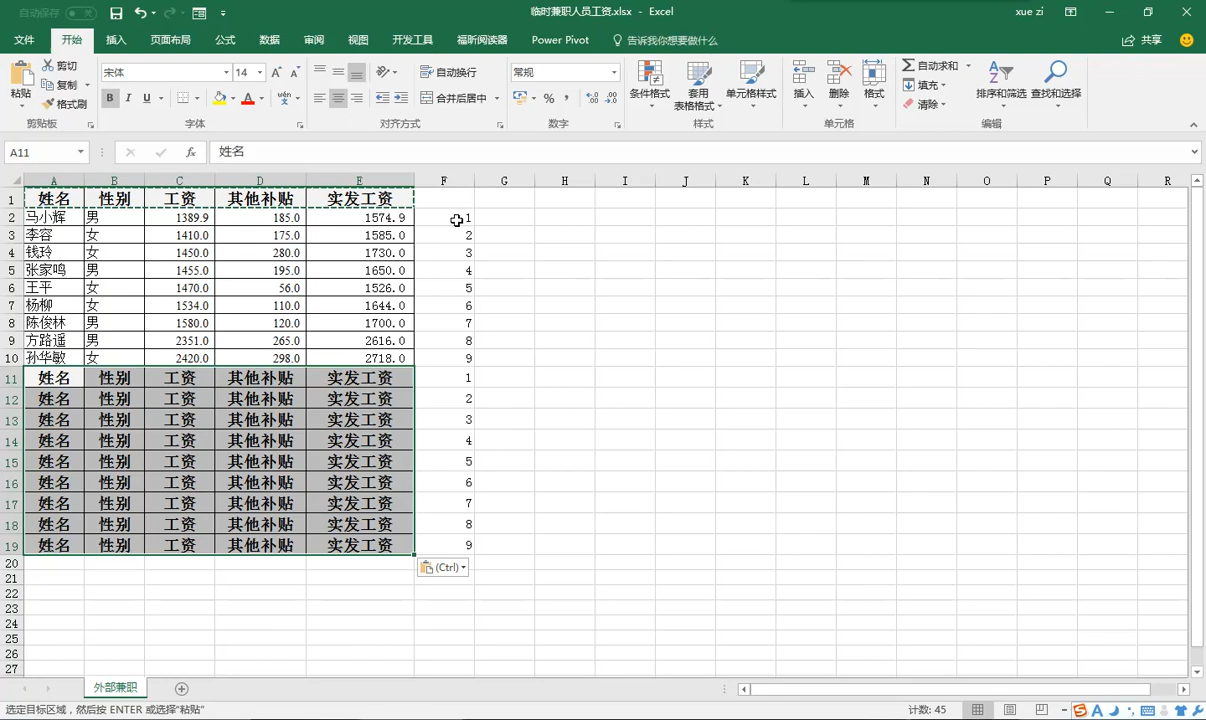 自动保存 临时兼职人员工资.xlsx - Excel xue zi
文件 开始 插入 页面布局 公式 数据 审阅 视图 开发工具 福昕阅读器 Power Pivot 告诉我你想要做什么 共享
粘贴 剪切 复制 格式刷 剪贴板
宋体 14 A A B I U A wén 字体
自动换行 合并后居中 对齐方式
常规 % , 数字
条件格式 套用表格格式 单元格样式 样式
插入 删除 格式 单元格
自动求和 填充 清除 排序和筛选 查找和选择 编辑
A11 fx 姓名
A B C D E F G H I J K L M N O P Q R
1 姓名 性别 工资 其他补贴 实发工资
2 马小辉 男 1389.9 185.0 1574.9 1
3 李容 女 1410.0 175.0 1585.0 2
4 钱玲 女 1450.0 280.0 1730.0 3
5 张家鸣 男 1455.0 195.0 1650.0 4
6 王平 女 1470.0 56.0 1526.0 5
7 杨柳 女 1534.0 110.0 1644.0 6
8 陈俊林 男 1580.0 120.0 1700.0 7
9 方路遥 男 2351.0 265.0 2616.0 8
10 孙华敏 女 2420.0 298.0 2718.0 9
11 姓名 性别 工资 其他补贴 实发工资 1
12 姓名 性别 工资 其他补贴 实发工资 2
13 姓名 性别 工资 其他补贴 实发工资 3
14 姓名 性别 工资 其他补贴 实发工资 4
15 姓名 性别 工资 其他补贴 实发工资 5
16 姓名 性别 工资 其他补贴 实发工资 6
17 姓名 性别 工资 其他补贴 实发工资 7
18 姓名 性别 工资 其他补贴 实发工资 8
19 姓名 性别 工资 其他补贴 实发工资 9
20 (Ctrl)
21
22
23
24
25
26
27
外部兼职
选定目标区域，然后按 ENTER 或选择"粘贴" 计数: 45